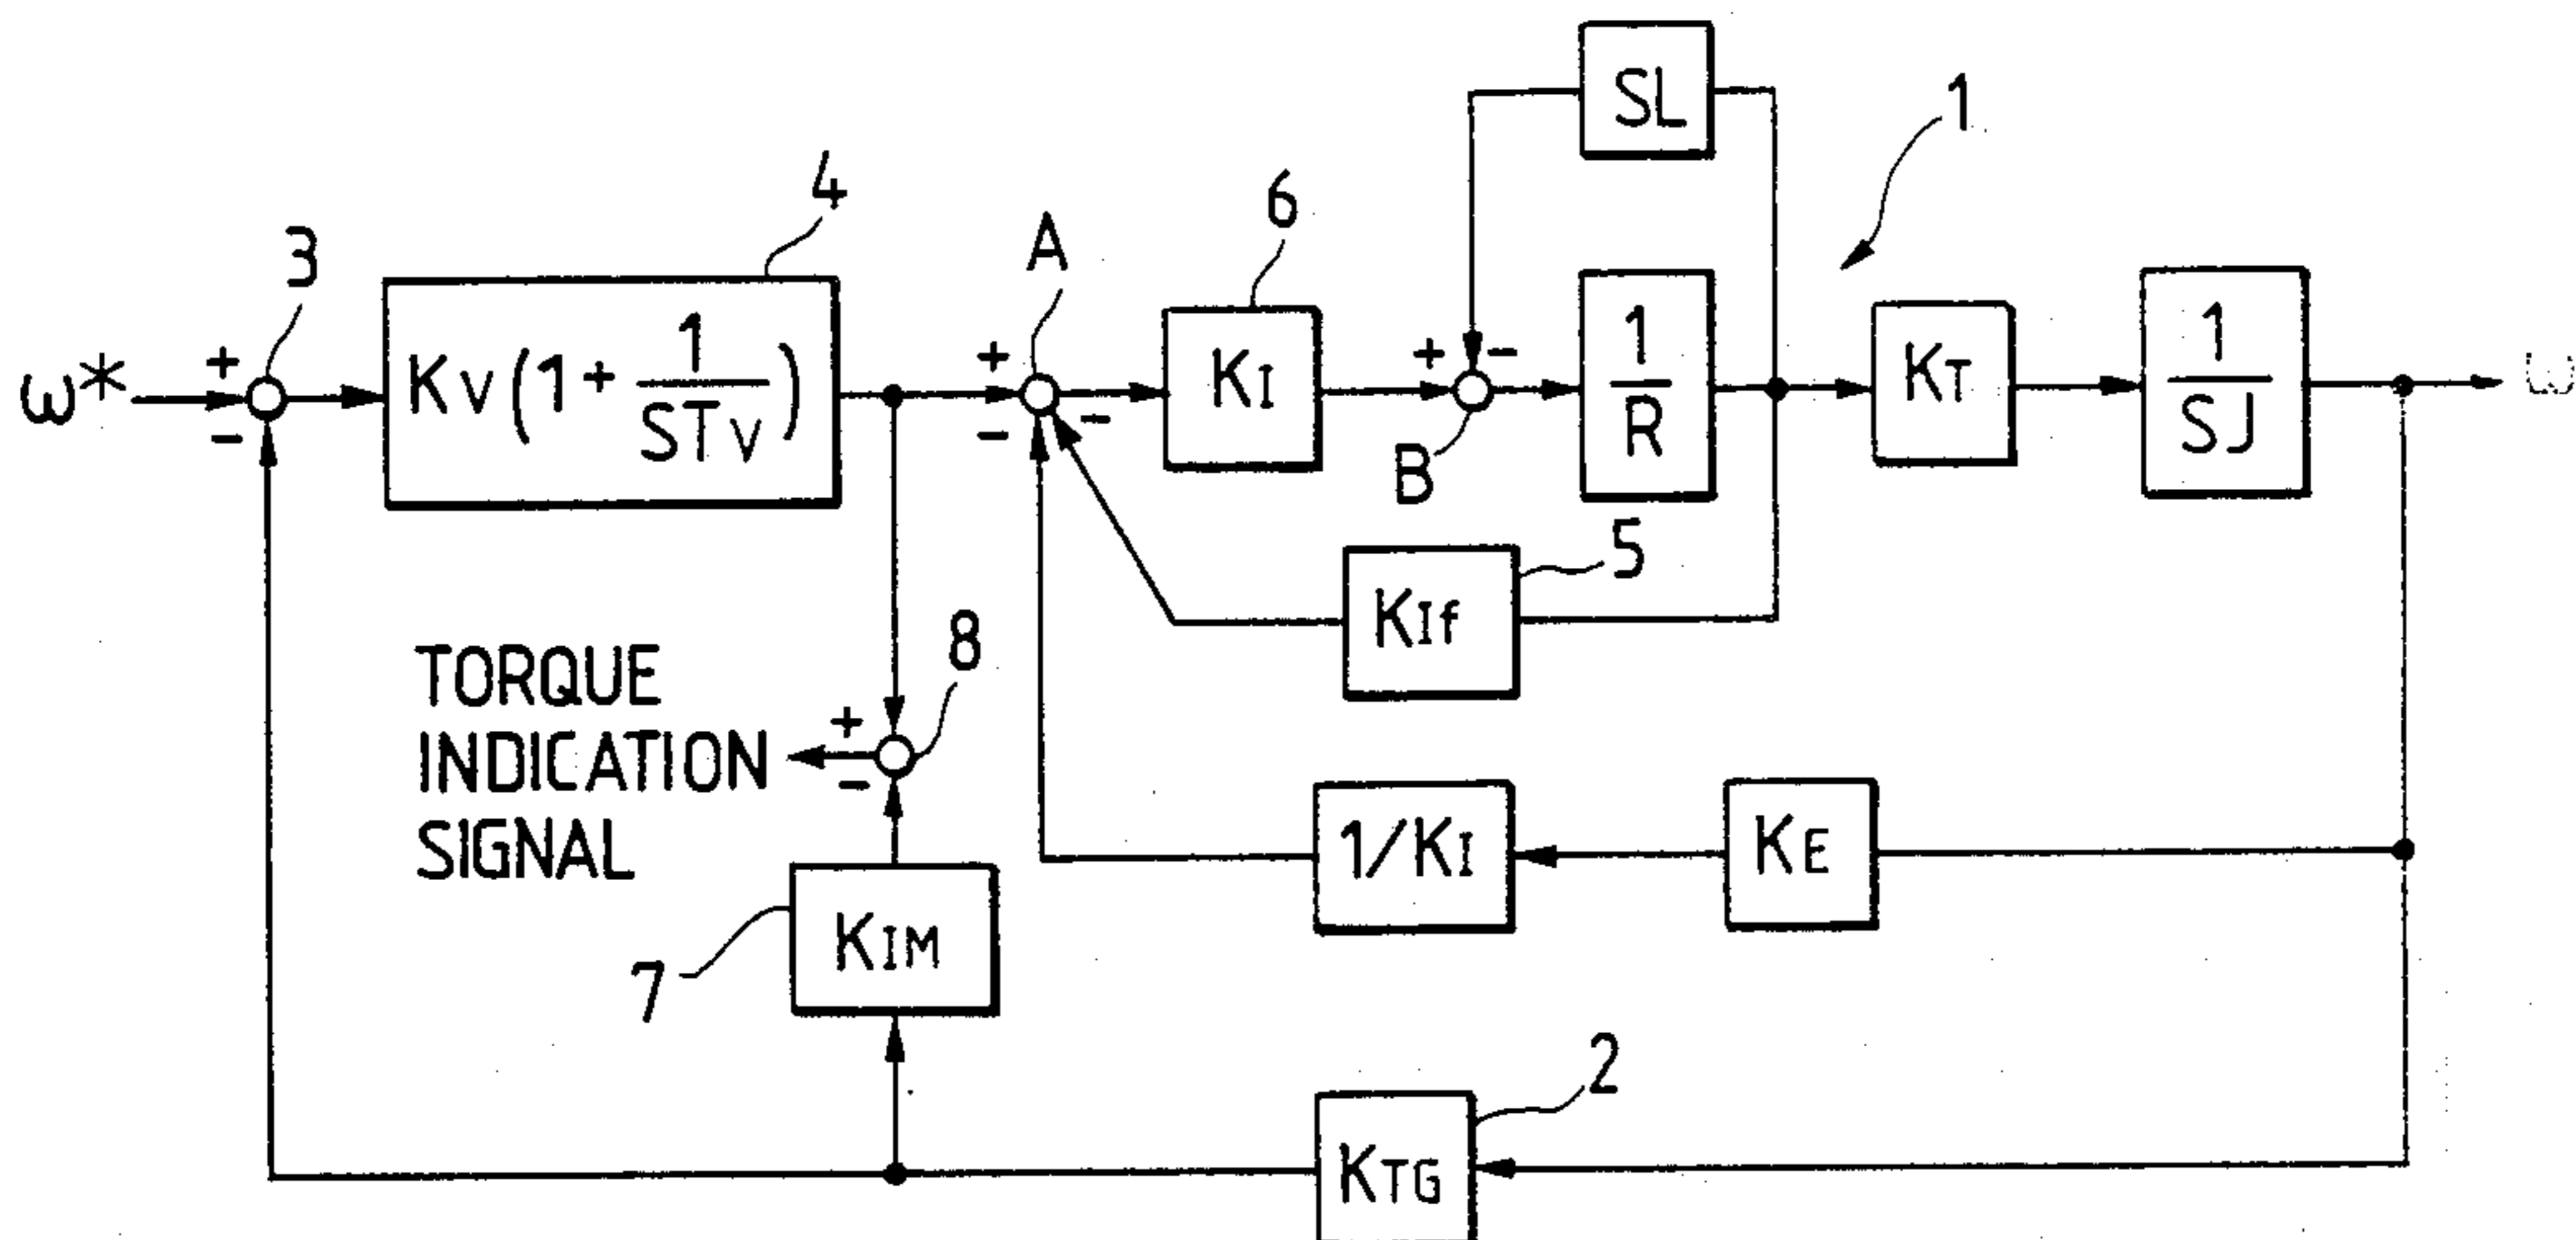 SL
1
4
6
A
3
ω*
+
-
KV(1+1/STV)
+
-
-
KI
+
-
B
1/R
KT
1/SJ
ω
5
KIf
8
TORQUE
INDICATION
SIGNAL
+
-
1/KI
KE
7
KIM
2
KTG